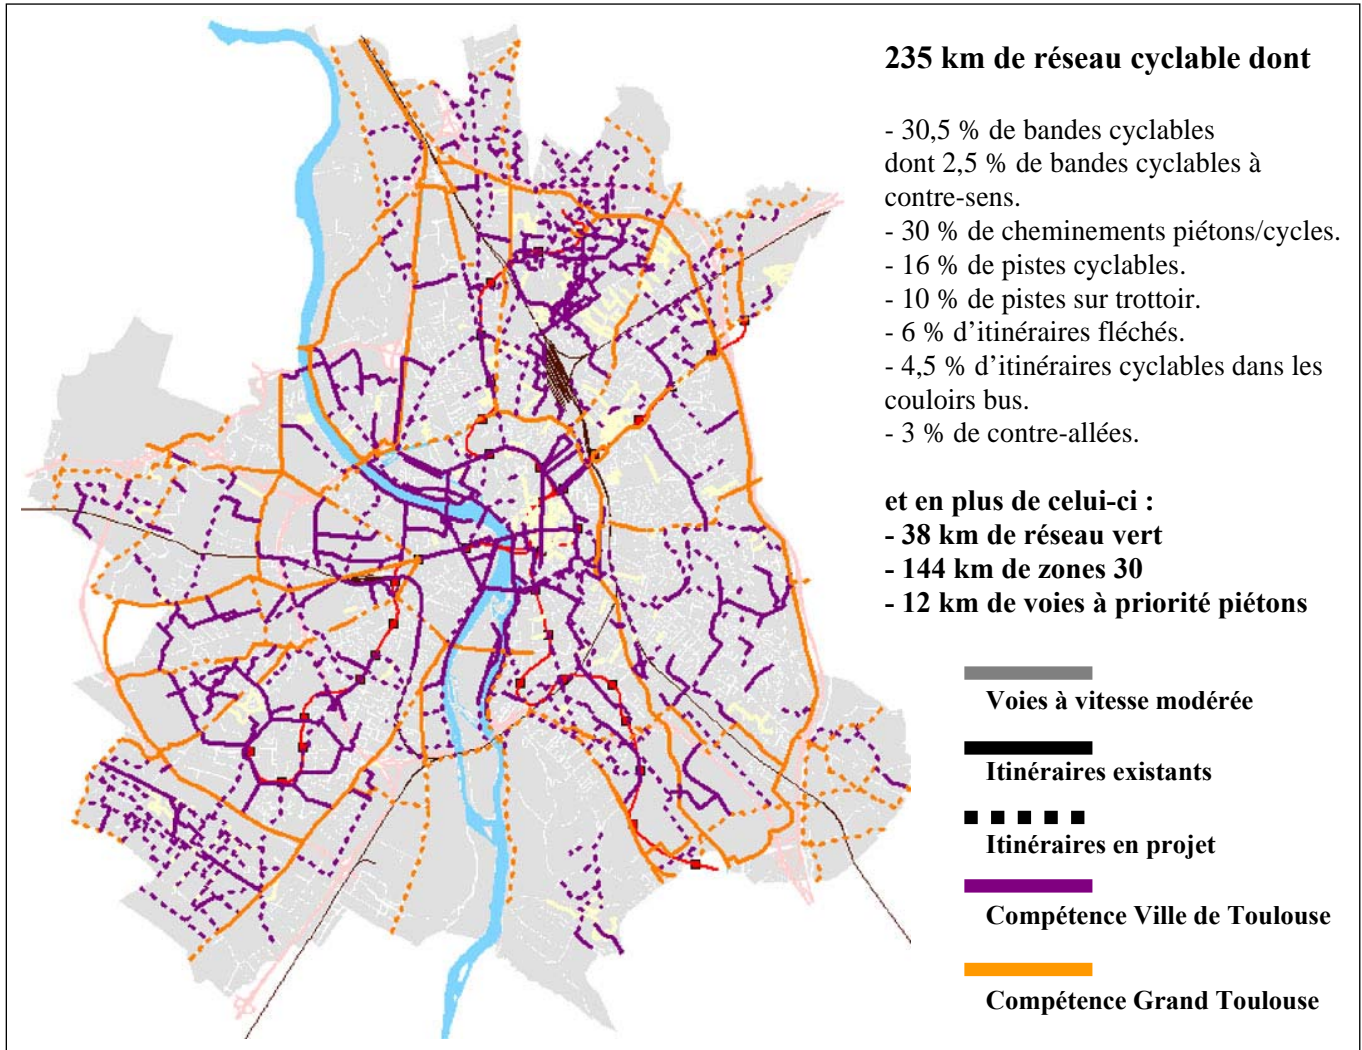 235 km de réseau cyclable dont
- 30,5 % de bandes cyclables
dont 2,5 % de bandes cyclables à
contre-sens.
- 30 % de cheminements piétons/cycles.
- 16 % de pistes cyclables.
- 10 % de pistes sur trottoir.
- 6 % d’itinéraires fléchés.
- 4,5 % d’itinéraires cyclables dans les
couloirs bus.
- 3 % de contre-allées.
et en plus de celui-ci :
- 38 km de réseau vert
- 144 km de zones 30
- 12 km de voies à priorité piétons
Voies à vitesse modérée
Itinéraires existants
Itinéraires en projet
Compétence Ville de Toulouse
Compétence Grand Toulouse